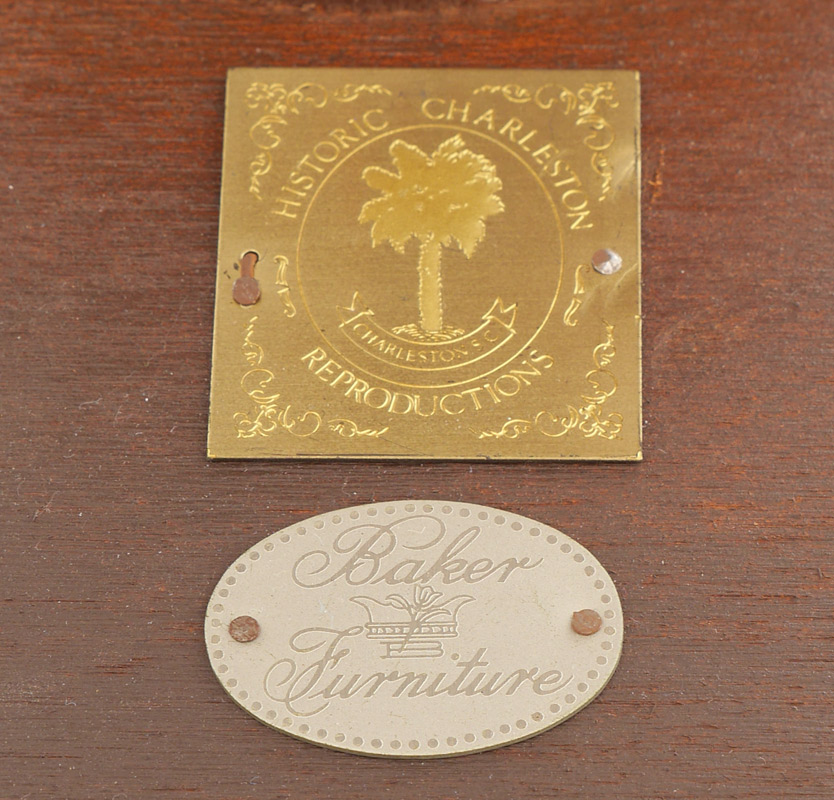 HISTORIC CHARLESTON
CHARLESTON S C
REPRODUCTIONS
Baker
Furniture